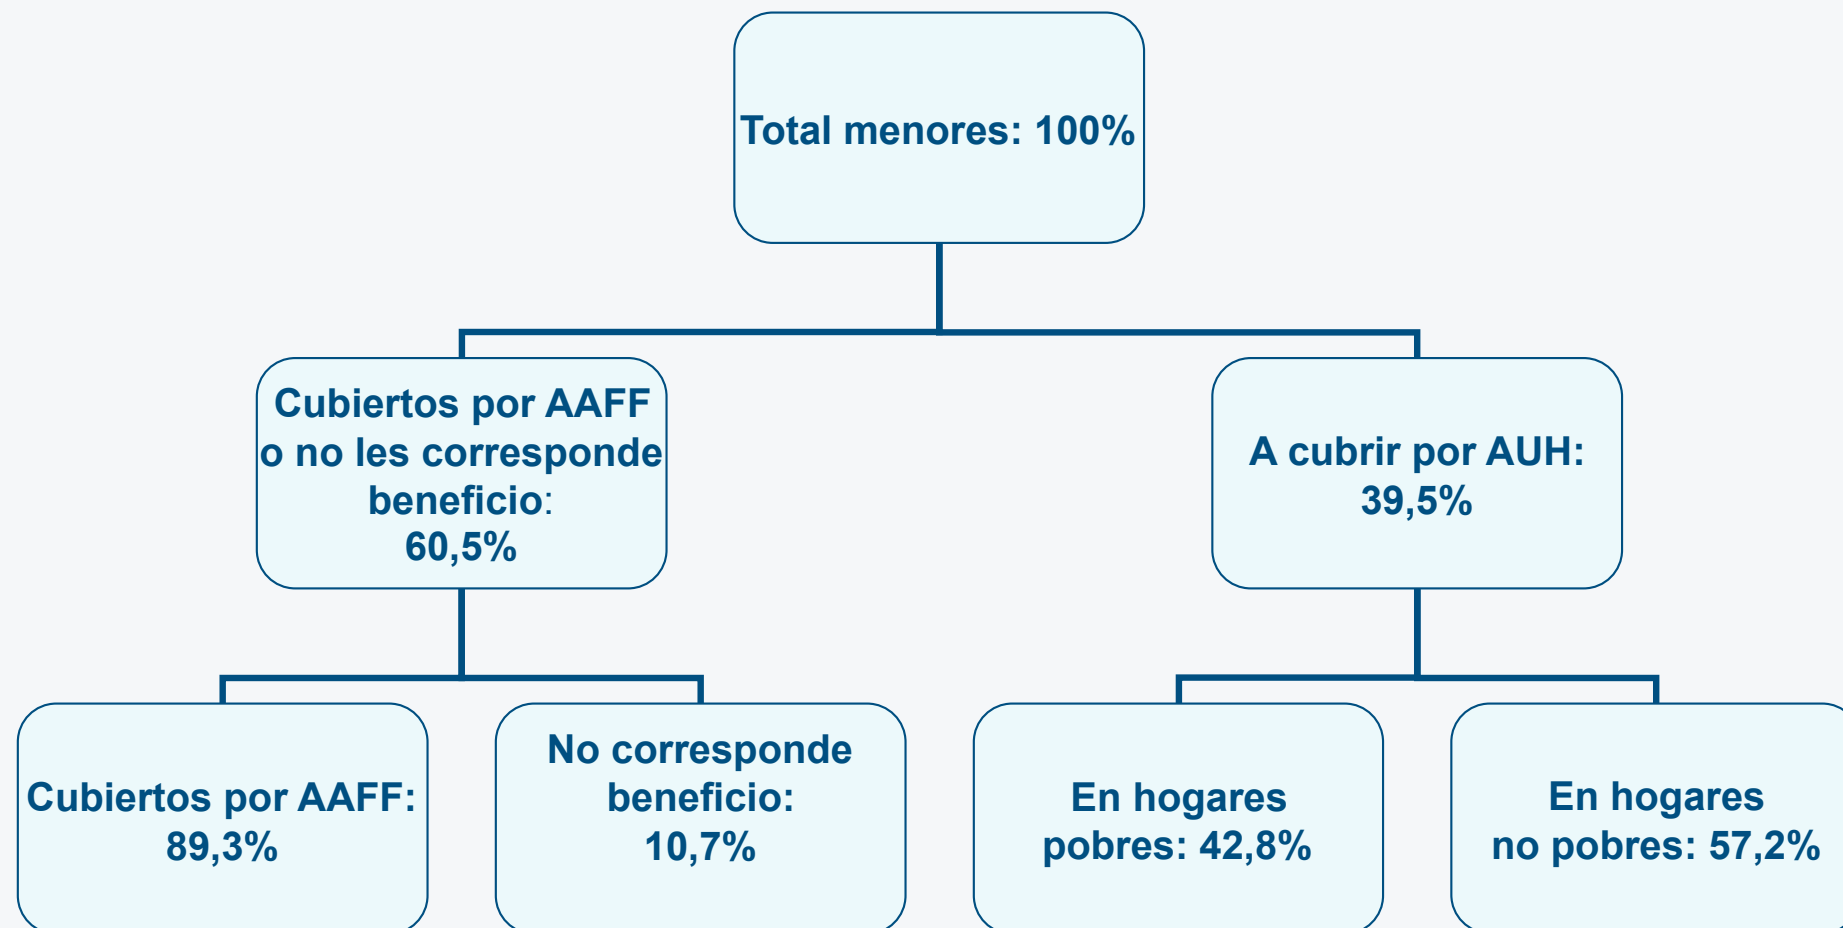 Total menores: 100%
Cubiertos por AAFF
o no les corresponde
beneficio:
60,5%
A cubrir por AUH:
39,5%
Cubiertos por AAFF:
89,3%
No corresponde
beneficio:
10,7%
En hogares
pobres: 42,8%
En hogares
no pobres: 57,2%